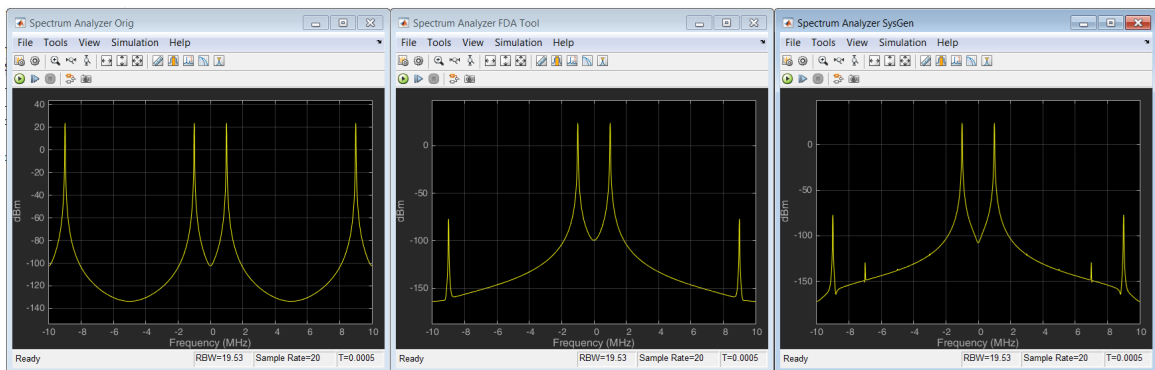 Spectrum Analyzer Orig
File Tools View Simulation Help
40
20
0
-20
-40
-60
-80
-100
-120
-140
dBm
-10 -8 -6 -4 -2 0 2 4 6 8 10
Frequency (MHz)
Ready RBW=19.53 Sample Rate=20 T=0.0005
Spectrum Analyzer FDA Tool
File Tools View Simulation Help
0
-50
-100
-150
dBm
-10 -8 -6 -4 -2 0 2 4 6 8 10
Frequency (MHz)
Ready RBW=19.53 Sample Rate=20 T=0.0005
Spectrum Analyzer SysGen
File Tools View Simulation Help
0
-50
-100
-150
dBm
-10 -8 -6 -4 -2 0 2 4 6 8 10
Frequency (MHz)
Ready RBW=19.53 Sample Rate=20 T=0.0005